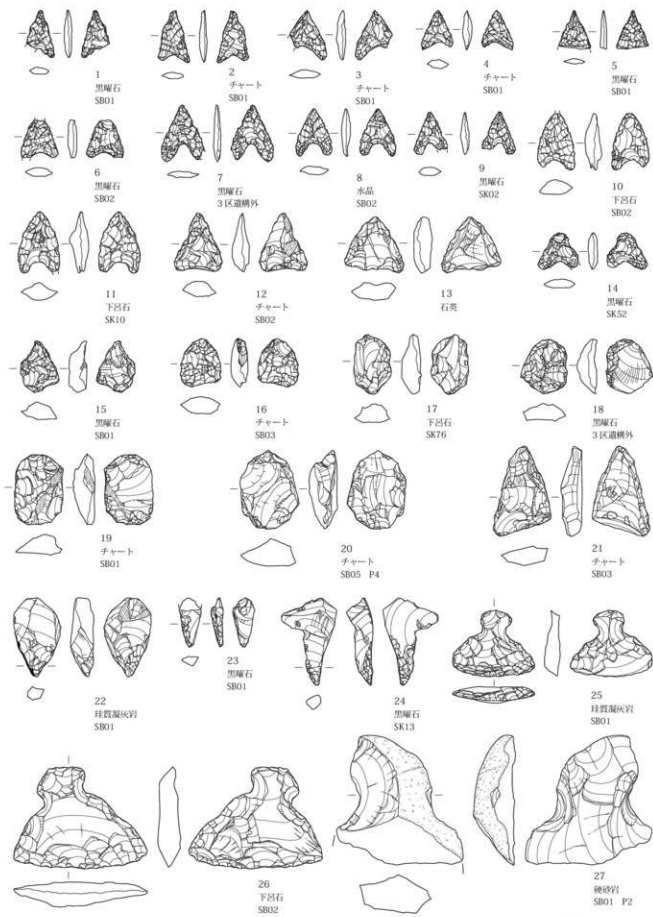 1
黒曜石
SB01
2
チャート
SB01
3
チャート
SB01
4
チャート
SB01
5
黒曜石
SB01
6
黒曜石
SB02
7
黒曜石
3区遺構外
8
水晶
SB02
9
黒曜石
SK02
10
下呂石
SB02
11
下呂石
SK10
12
チャート
SB02
13
石英
14
黒曜石
SK52
15
黒曜石
SB01
16
チャート
SB03
17
下呂石
SK76
18
黒曜石
3区遺構外
19
チャート
SB01
20
チャート
SB05 P4
21
チャート
SB03
22
珪質凝灰岩
SB01
23
黒曜石
SB01
24
黒曜石
SK13
25
珪質凝灰岩
SB01
26
下呂石
SB02
27
硬砂岩
SB01 P2